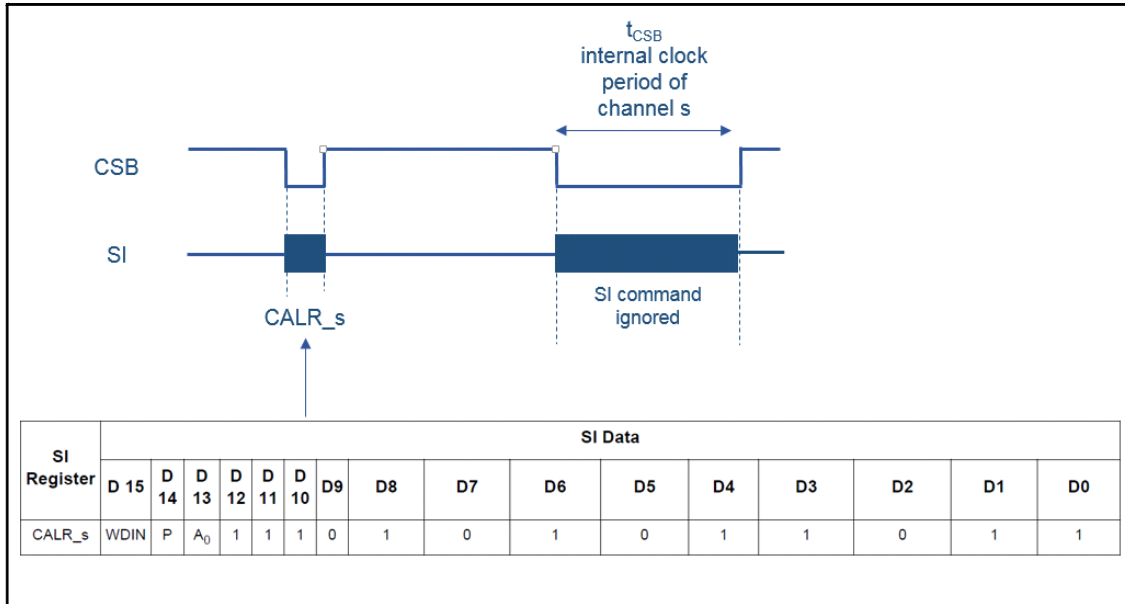 tCSB
internal clock
period of
channel s
CSB
SI
SI command
ignored
CALR_s
SI Register SI Data
D 15 D 14 D 13 D 12 D 11 D 10 D9 D8 D7 D6 D5 D4 D3 D2 D1 D0
CALR_s WDIN P A0 1 1 1 0 1 0 1 0 1 1 0 1 1